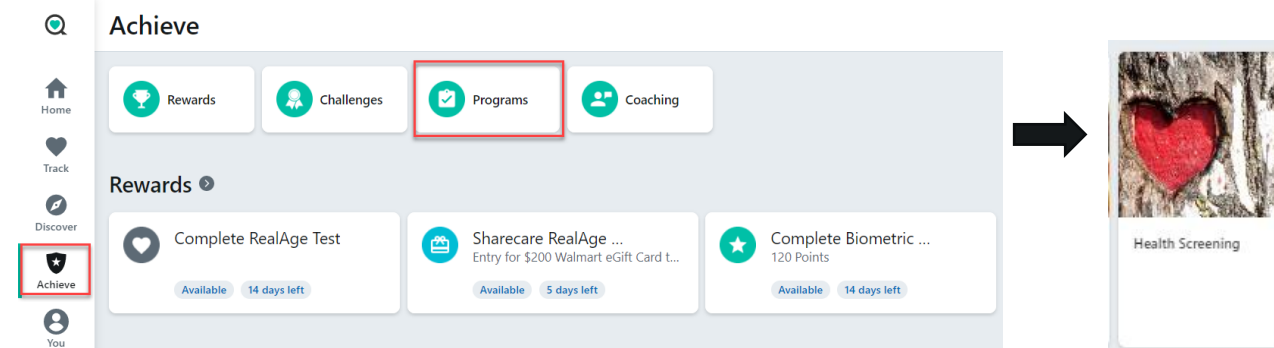 Achieve
Home
Track
Discover
Achieve
You
Rewards
Challenges
Programs
Coaching
Rewards
Complete RealAge Test
Available 14 days left
Sharecare RealAge ...
Entry for $200 Walmart eGift Card t...
Available 5 days left
Complete Biometric ...
120 Points
Available 14 days left
Health Screening